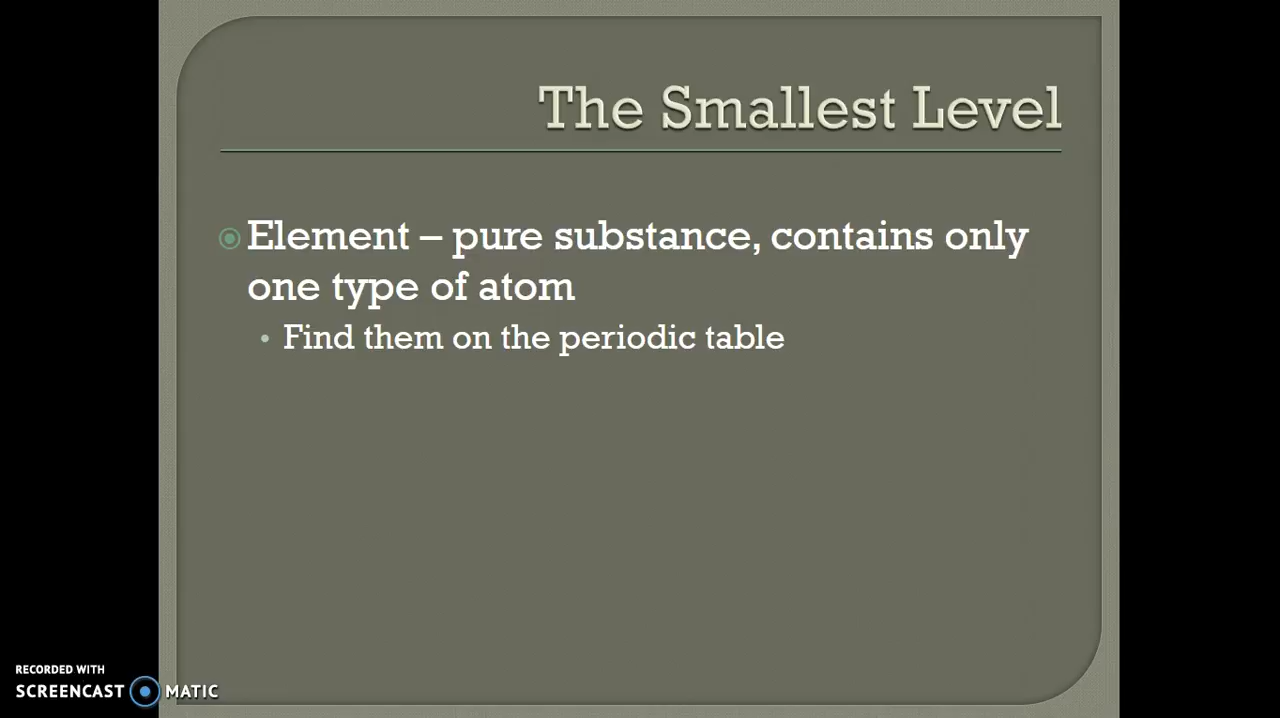 The Smallest Level
Element – pure substance, contains only
one type of atom
Find them on the periodic table
RECORDED WITH
SCREENCAST MATIC